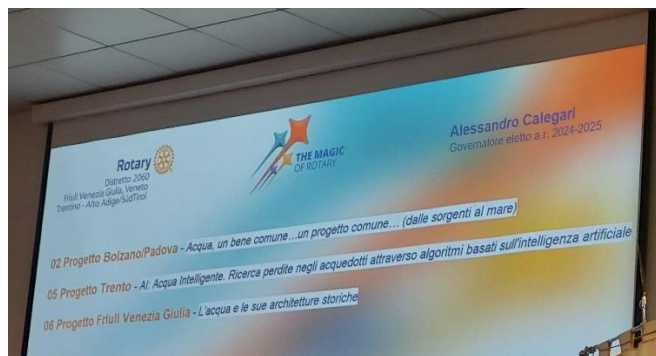 Rotary
Distretto 2060
Friuli Venezia Giulia, Veneto
Trentino - Alto Adige/SüdTirol
THE MAGIC
OF ROTARY
Alessandro Calegari
Governatore eletto a.r. 2024-2025
02 Progetto Bolzano/Padova - Acqua, un bene comune...un progetto comune... (dalle sorgenti al mare)
05 Progetto Trento - AI: Acqua Intelligente. Ricerca perdite negli acquedotti attraverso algoritmi basati sull'intelligenza artificiale
06 Progetto Friuli Venezia Giulia - L'acqua e le sue architetture storiche